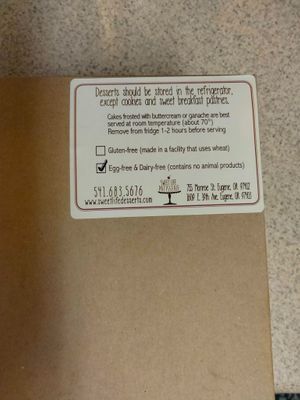 Desserts should be stored in the refrigerator,
except cookies and sweet breakfast pastries.
Cakes frosted with buttercream or ganache are best
served at room temperature (about 70°)
Remove from fridge 1-2 hours before serving
Gluten-free (made in a facility that uses wheat)
Egg-free & Dairy-free (contains no animal products)
541.683.5676
www.sweetlifedesserts.com
SWEET LIFE
PATISSERIE
755 Monroe St. Eugene, OR 97402
1609 E. 19th Ave. Eugene, OR 97403